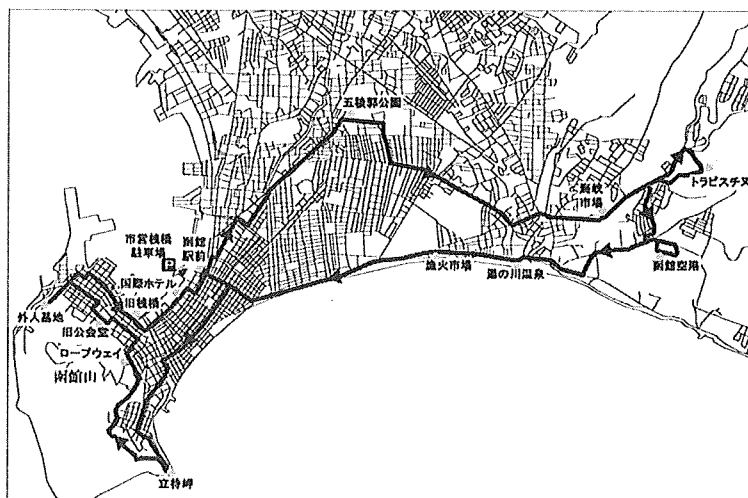 五稜郭公園
トラピスチヌ
市場
市営桟橋
駐車場
P
函館
駅前
国際ホテル
旧桟橋
漁火市場
湯の川温泉
函館空港
外人墓地
旧公会堂
ロープウェイ
函館山
立待岬